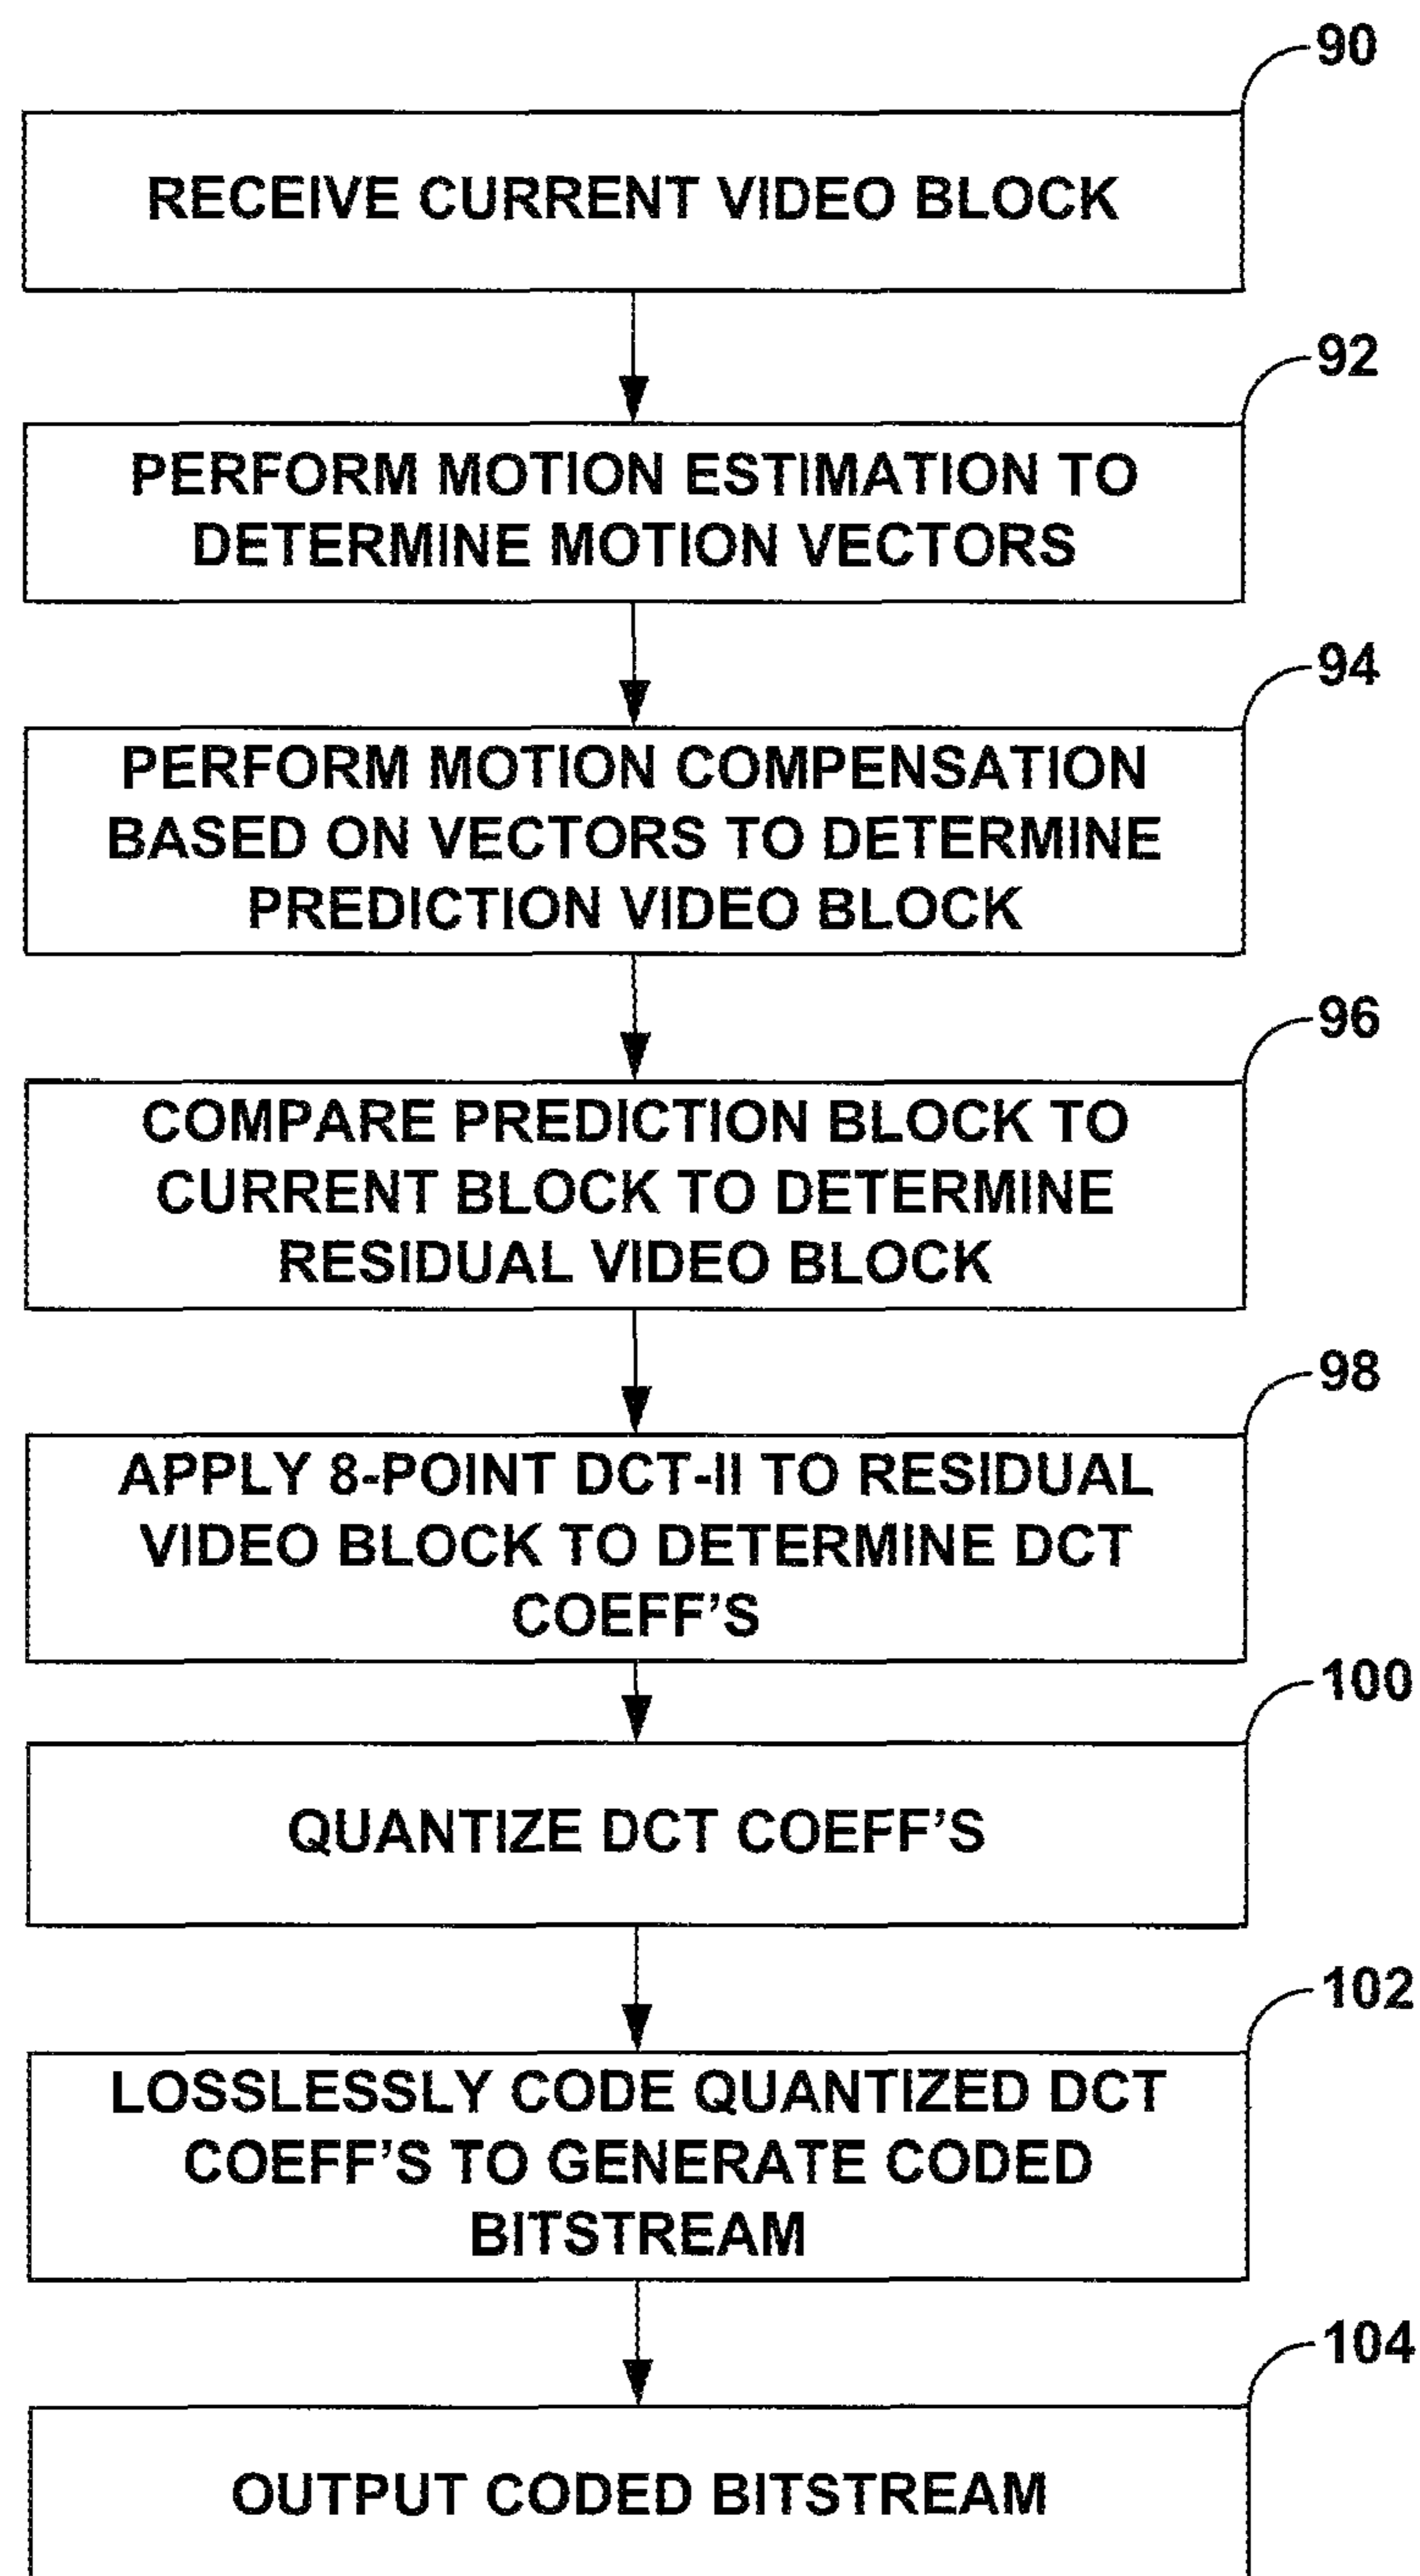 90
RECEIVE CURRENT VIDEO BLOCK
92
PERFORM MOTION ESTIMATION TO
DETERMINE MOTION VECTORS
94
PERFORM MOTION COMPENSATION
BASED ON VECTORS TO DETERMINE
PREDICTION VIDEO BLOCK
96
COMPARE PREDICTION BLOCK TO
CURRENT BLOCK TO DETERMINE
RESIDUAL VIDEO BLOCK
98
APPLY 8-POINT DCT-II TO RESIDUAL
VIDEO BLOCK TO DETERMINE DCT
COEFF'S
100
QUANTIZE DCT COEFF'S
102
LOSSLESSLY CODE QUANTIZED DCT
COEFF'S TO GENERATE CODED
BITSTREAM
104
OUTPUT CODED BITSTREAM